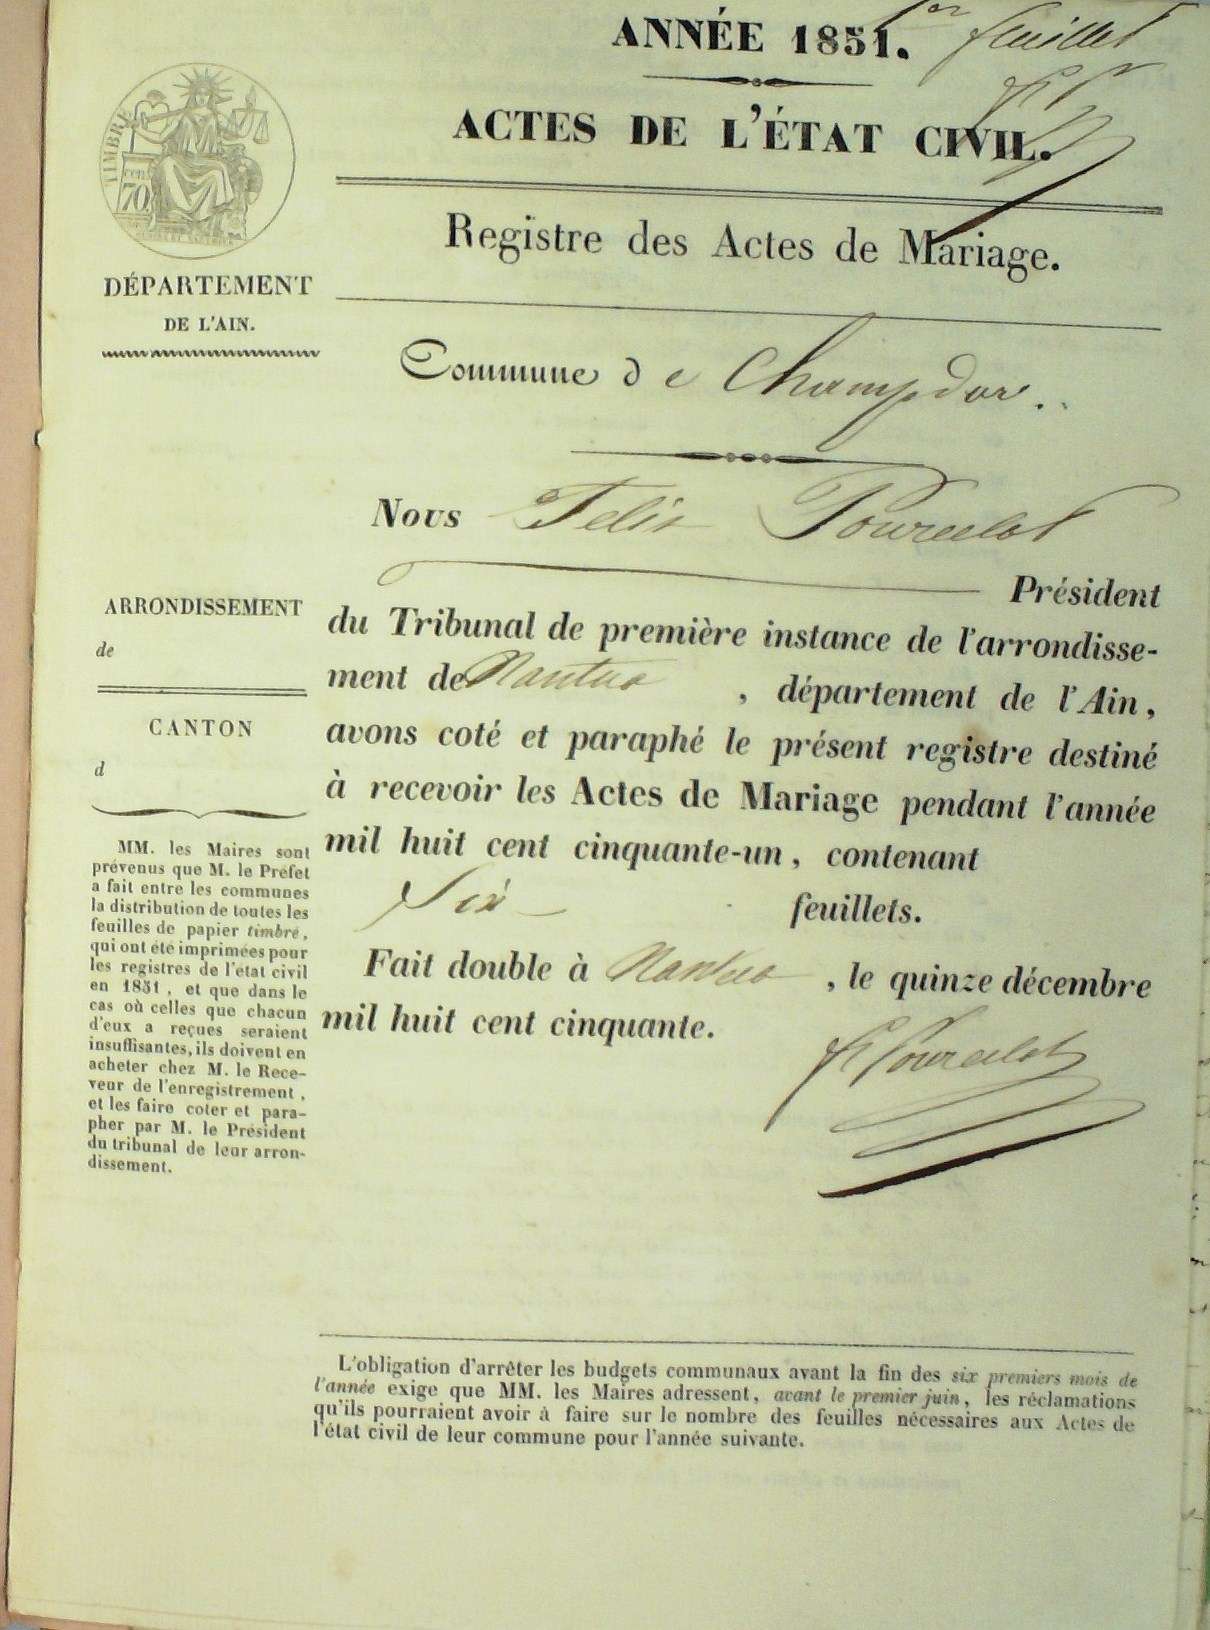 1er feuillet
ANNÉE 1851.
ACTES DE L'ÉTAT CIVIL.
Registre des Actes de Mariage.
TIMBRE
cen
70
DÉPARTEMENT
DE L'AIN.
Commune de Champdor.
Nous Felix Pourcelot
Président
du Tribunal de première instance de l'arrondisse-
ment de Nantua, département de l'Ain,
avons coté et paraphé le présent registre destiné
à recevoir les Actes de Mariage pendant l'année
mil huit cent cinquante-un, contenant
Six feuillets.
Fait double à Nantua, le quinze décembre
mil huit cent cinquante.
F Pourcelot
ARRONDISSEMENT
de
CANTON
d
MM. les Maires sont
prévenus que M. le Préfet
a fait entre les communes
la distribution de toutes les
feuilles de papier timbré,
qui ont été imprimées pour
les registres de l'état civil
en 1851, et que dans le
cas où celles que chacun
d'eux a reçues seraient
insuffisantes, ils doivent en
acheter chez M. le Rece-
veur de l'enregistrement,
et les faire coter et para-
pher par M. le Président
du tribunal de leur arron-
dissement.
L'obligation d'arrêter les budgets communaux avant la fin des six premiers mois de
l'année exige que MM. les Maires adressent, avant le premier juin, les réclamations
qu'ils pourraient avoir à faire sur le nombre des feuilles nécessaires aux Actes de
l'état civil de leur commune pour l'année suivante.